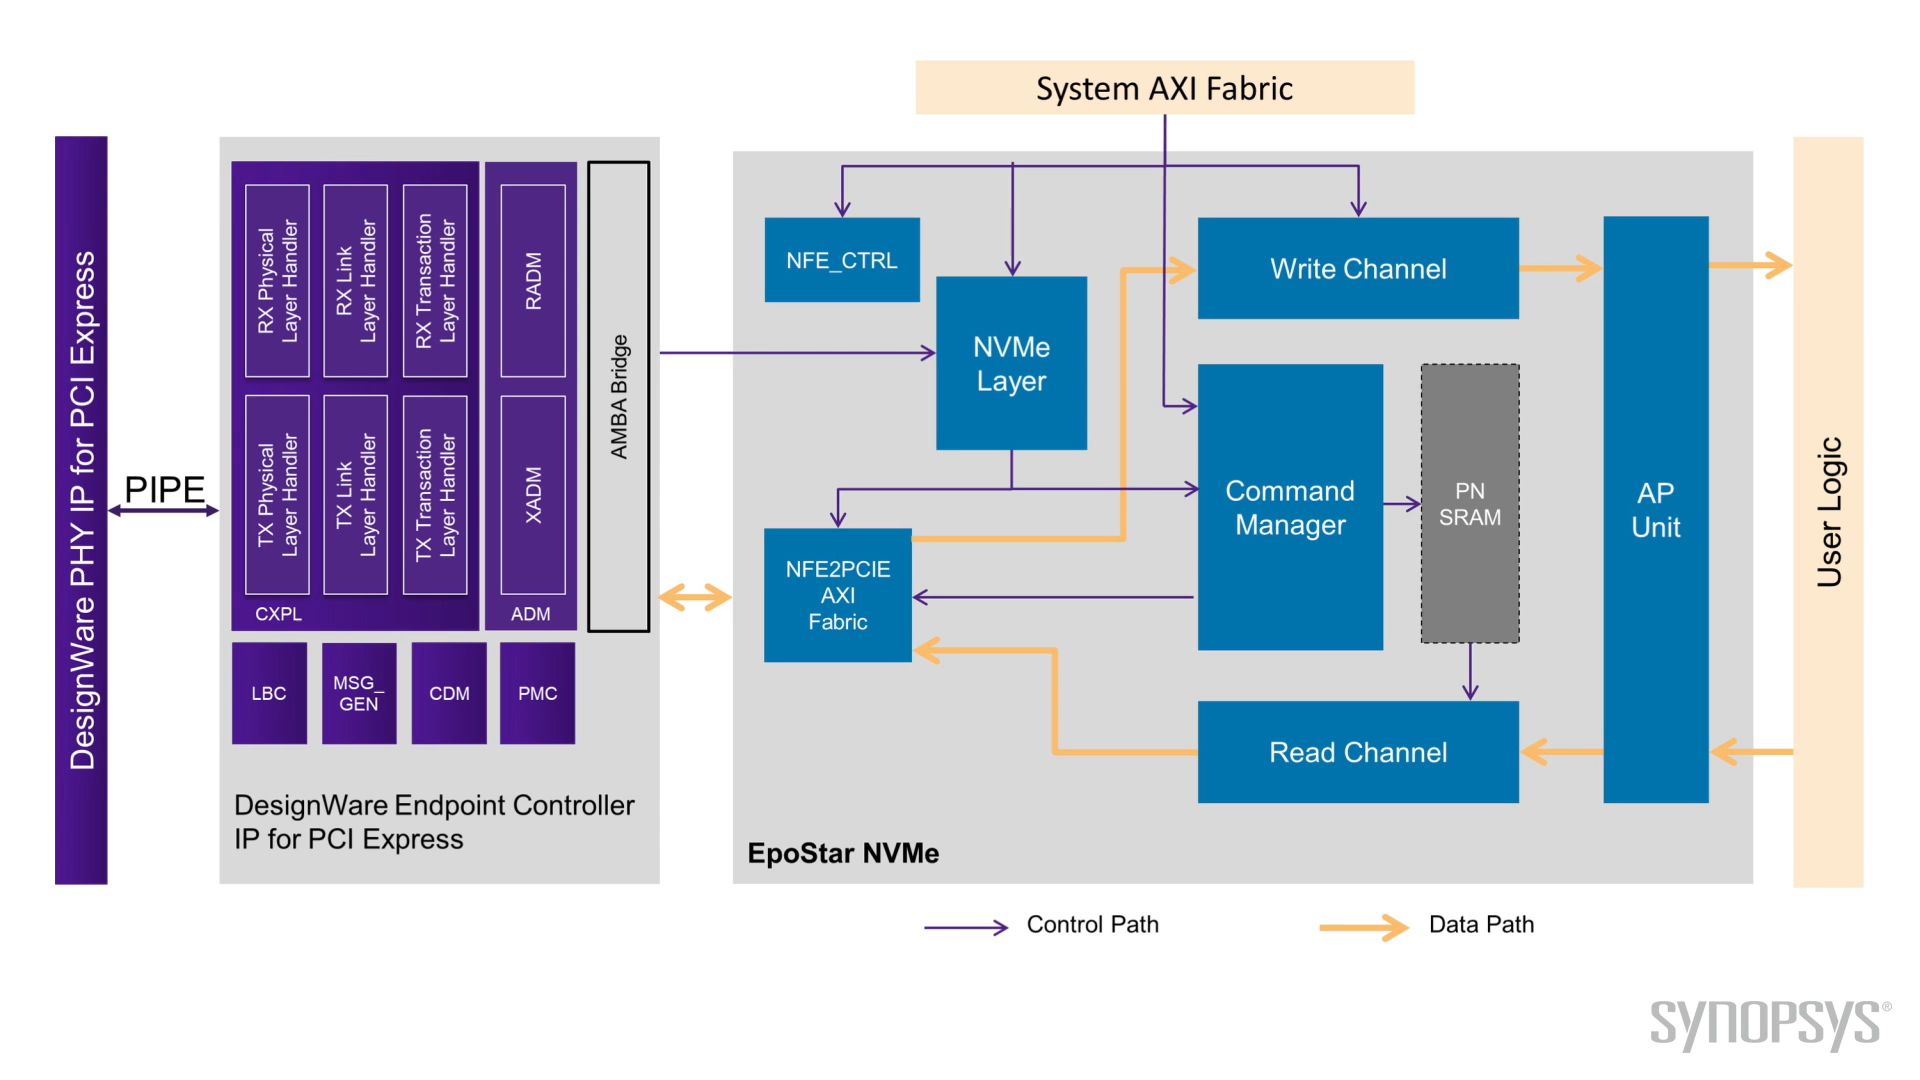 System AXI Fabric
DesignWare PHY IP for PCI Express
PIPE
RX Physical
Layer Handler
RX Link
Layer Handler
RX Transaction
Layer Handler
RADM
TX Physical
Layer Handler
TX Link
Layer Handler
TX Transaction
Layer Handler
XADM
CXPL
ADM
AMBA Bridge
LBC
MSG_
GEN
CDM
PMC
DesignWare Endpoint Controller
IP for PCI Express
NFE_CTRL
NVMe
Layer
Write Channel
Command
Manager
PN
SRAM
AP
Unit
NFE2PCIE
AXI
Fabric
Read Channel
EpoStar NVMe
User Logic
Control Path
Data Path
SYNOPSYS®